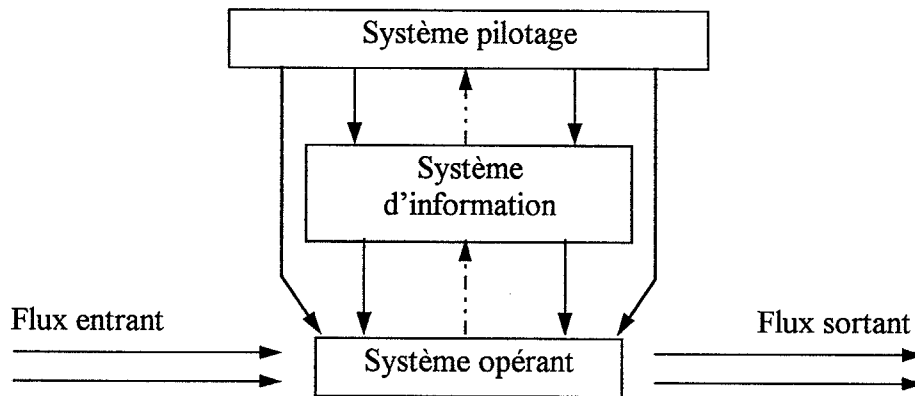 Système pilotage
Système
d'information
Flux entrant
Flux sortant
Système opérant